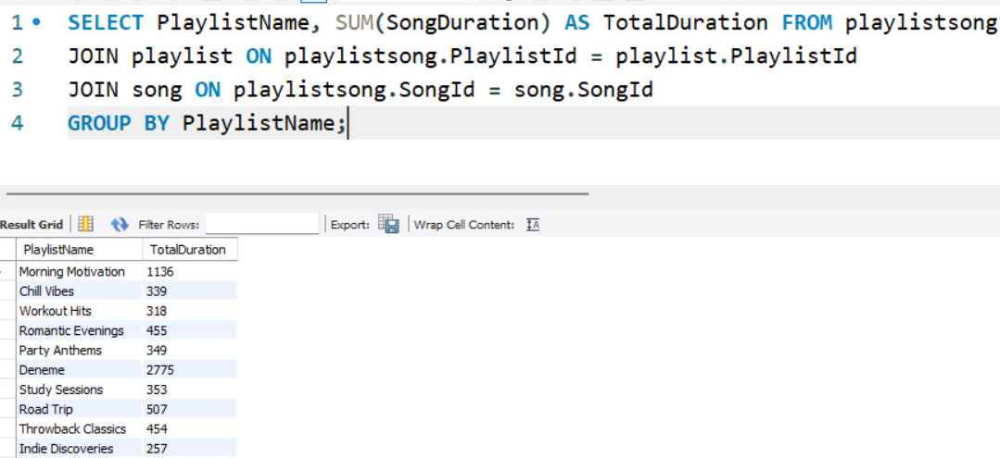 1 SELECT PlaylistName, SUM(SongDuration) AS TotalDuration FROM playlistsong
2 JOIN playlist ON playlistsong.PlaylistId = playlist.PlaylistId
3 JOIN song ON playlistsong.SongId = song.SongId
4 GROUP BY PlaylistName;
Result Grid Filter Rows: Export: Wrap Cell Content: IA
PlaylistName TotalDuration
Morning Motivation 1136
Chill Vibes 339
Workout Hits 318
Romantic Evenings 455
Party Anthems 349
Deneme 2775
Study Sessions 353
Road Trip 507
Throwback Classics 454
Indie Discoveries 257